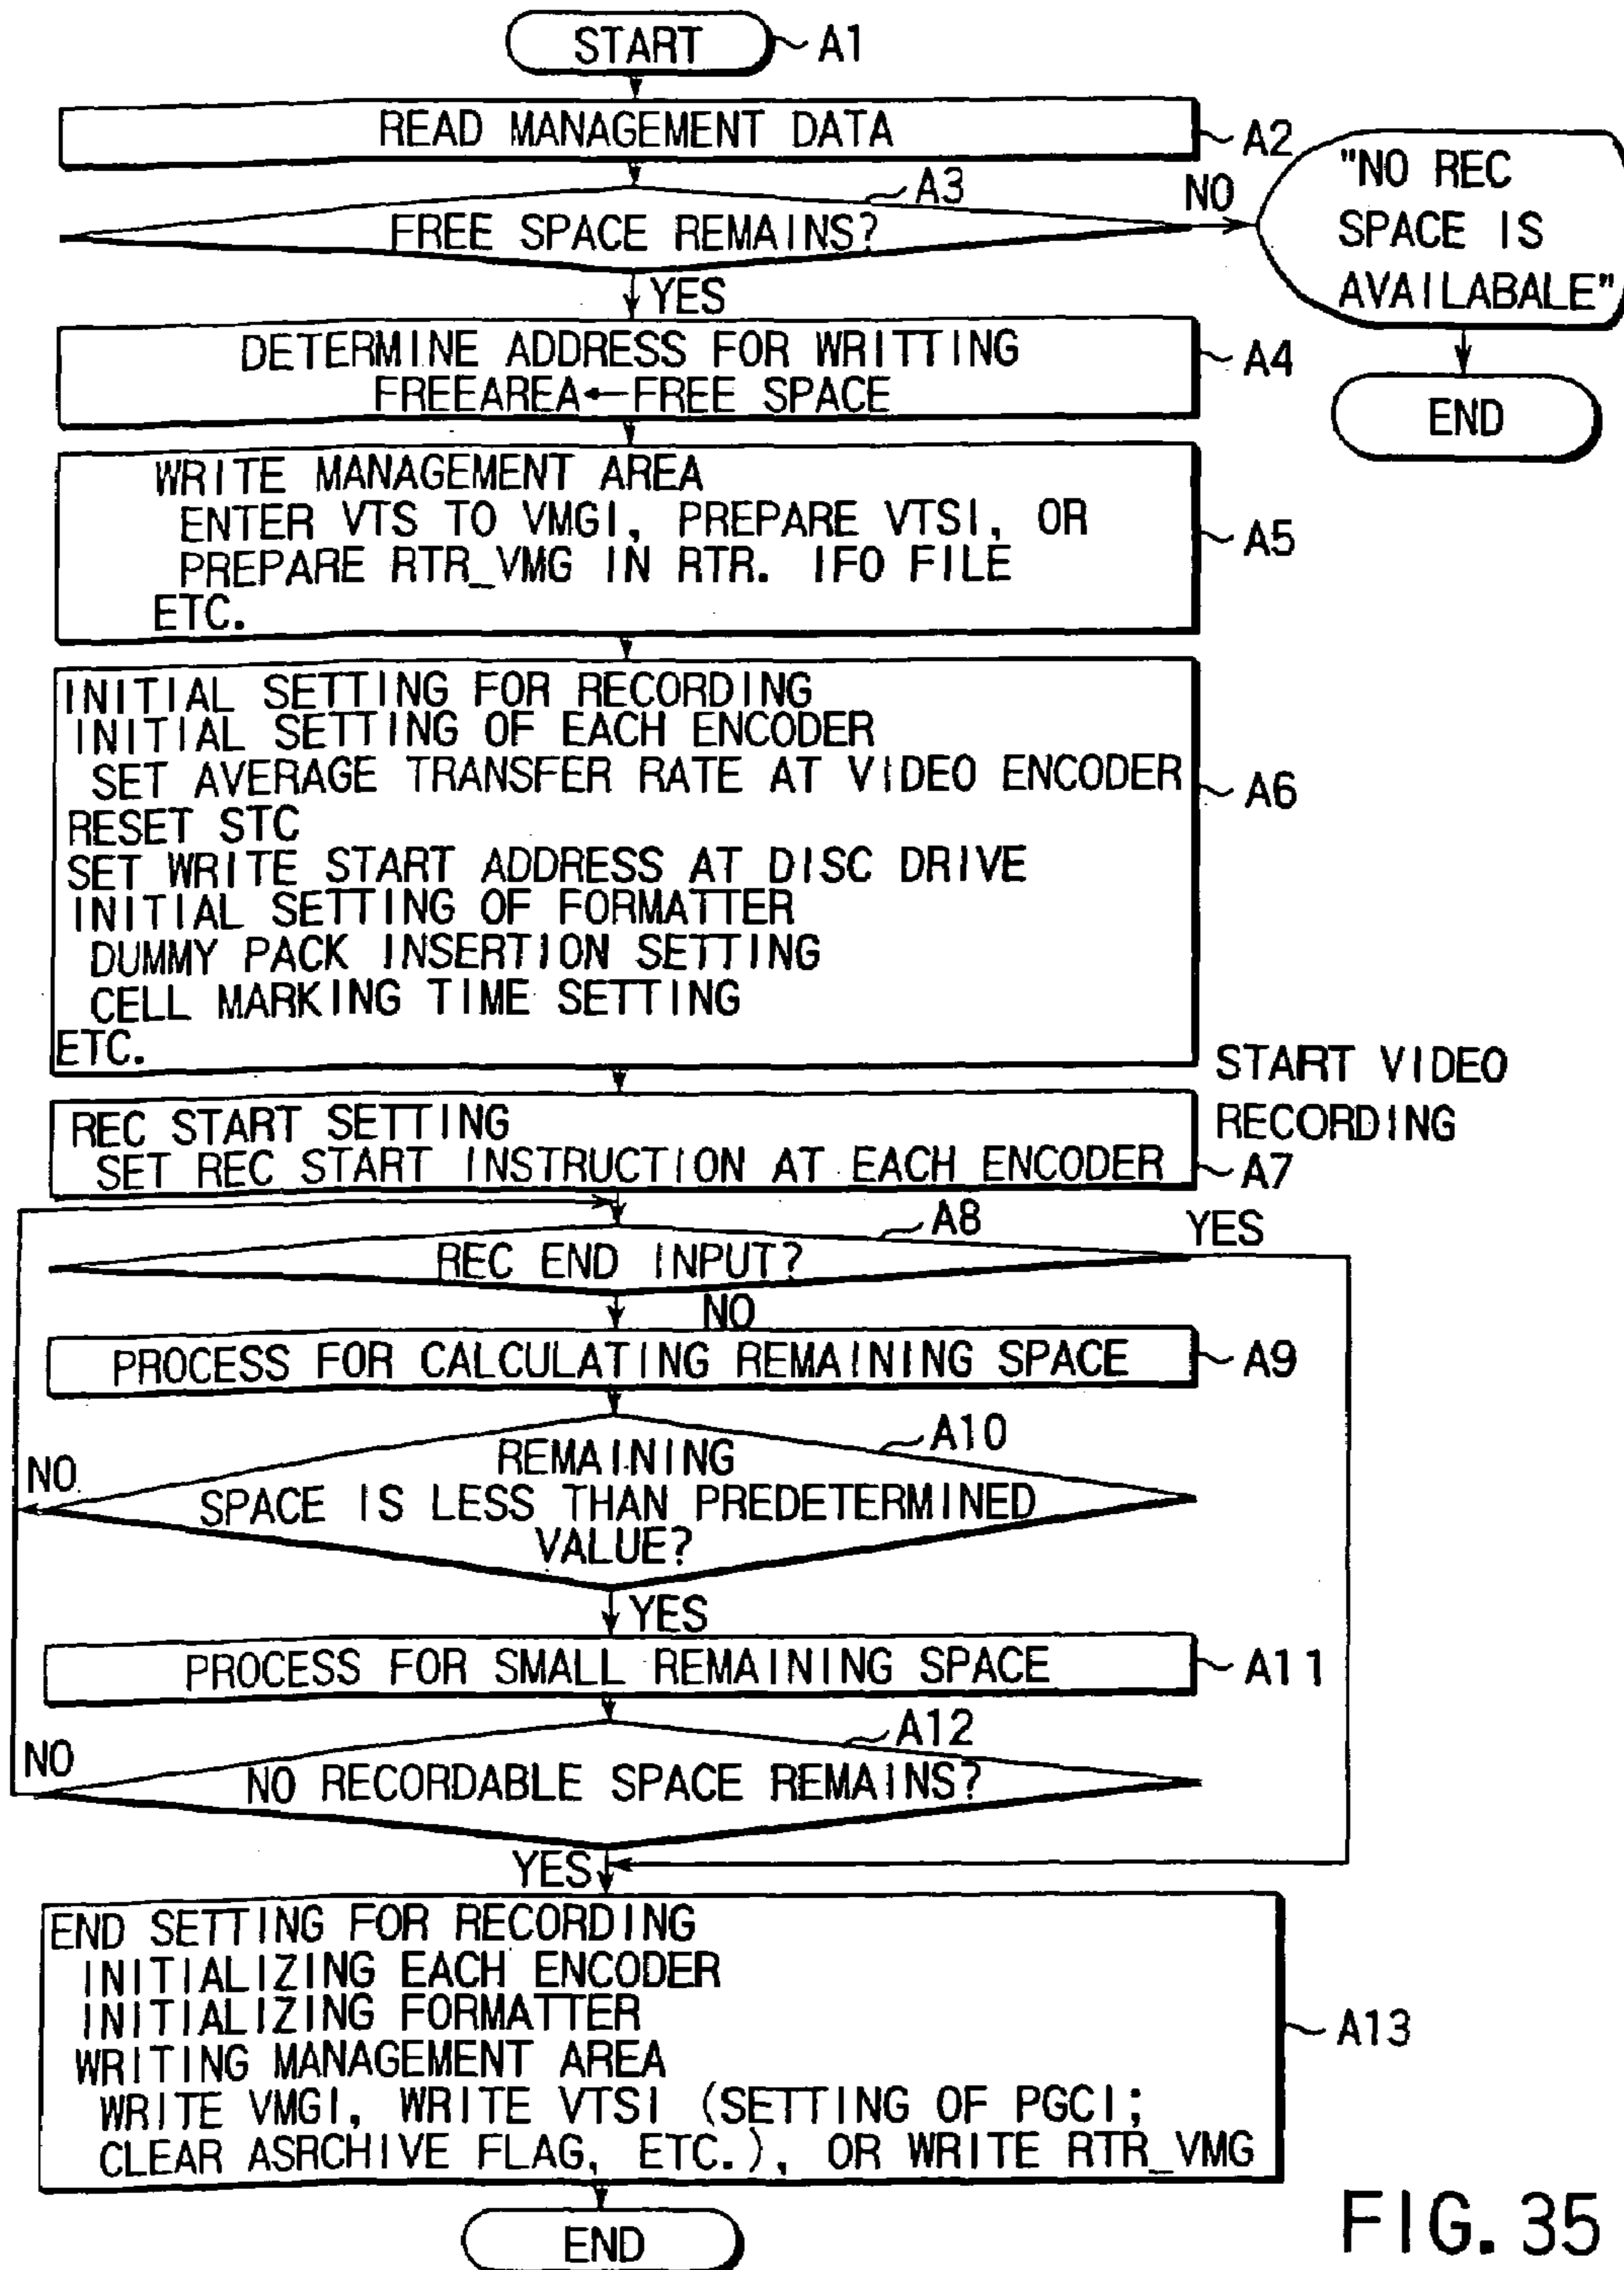 START
A1
READ MANAGEMENT DATA
A2
A3
FREE SPACE REMAINS?
NO
"NO REC
SPACE IS
AVAILABALE"
END
YES
DETERMINE ADDRESS FOR WRITTING
FREEAREA←FREE SPACE
A4
WRITE MANAGEMENT AREA
ENTER VTS TO VMGI, PREPARE VTSI, OR
PREPARE RTR_VMG IN RTR. IFO FILE
ETC.
A5
INITIAL SETTING FOR RECORDING
INITIAL SETTING OF EACH ENCODER
SET AVERAGE TRANSFER RATE AT VIDEO ENCODER
RESET STC
SET WRITE START ADDRESS AT DISC DRIVE
INITIAL SETTING OF FORMATTER
DUMMY PACK INSERTION SETTING
CELL MARKING TIME SETTING
ETC.
A6
START VIDEO
RECORDING
REC START SETTING
SET REC START INSTRUCTION AT EACH ENCODER
A7
A8
REC END INPUT?
YES
NO
PROCESS FOR CALCULATING REMAINING SPACE
A9
A10
REMAINING
SPACE IS LESS THAN PREDETERMINED
VALUE?
NO
YES
PROCESS FOR SMALL REMAINING SPACE
A11
A12
NO RECORDABLE SPACE REMAINS?
NO
YES
END SETTING FOR RECORDING
INITIALIZING EACH ENCODER
INITIALIZING FORMATTER
WRITING MANAGEMENT AREA
WRITE VMGI, WRITE VTSI (SETTING OF PGCI;
CLEAR ASRCHIVE FLAG, ETC.), OR WRITE RTR_VMG
A13
END
FIG. 35